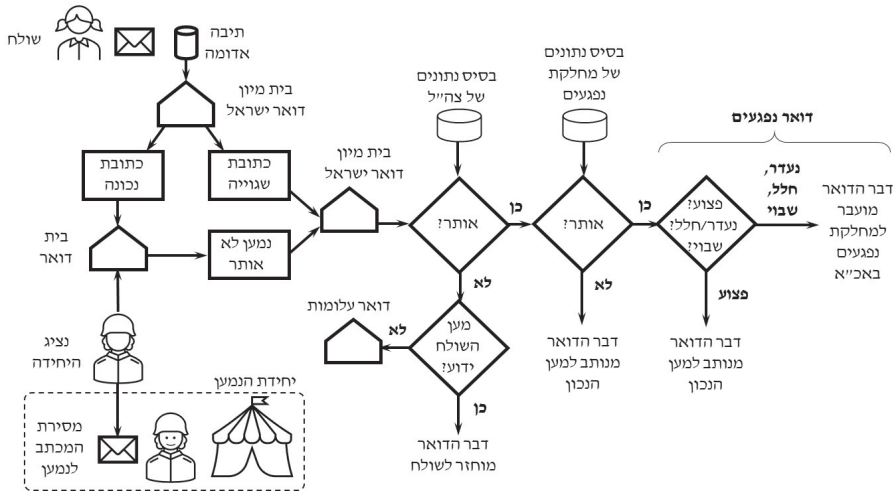 שולח
תיבה
אדומה
בית מיון
דואר ישראל
כתובת
נכונה
כתובת
שגוייה
בית
דואר
נמען לא
אותר
נציג
היחידה
יחידת הנמען
מסירת
המכתב
לנמען
בית מיון
דואר ישראל
בסיס נתונים
של צה״ל
אותר?
כן
לא
מען
השולח
ידוע?
לא
דואר עלומות
כן
דבר הדואר
מוחזר לשולח
בסיס נתונים
של מחלקת
נפגעים
אותר?
כן
לא
דבר הדואר
מנותב למען
הנכון
דואר נפגעים
פצוע?
נעדר/חלל?
שבוי?
נעדר,
חלל,
שבוי
דבר הדואר
מועבר
למחלקת
נפגעים
באכ״א
פצוע
דבר הדואר
מנותב למען
הנכון